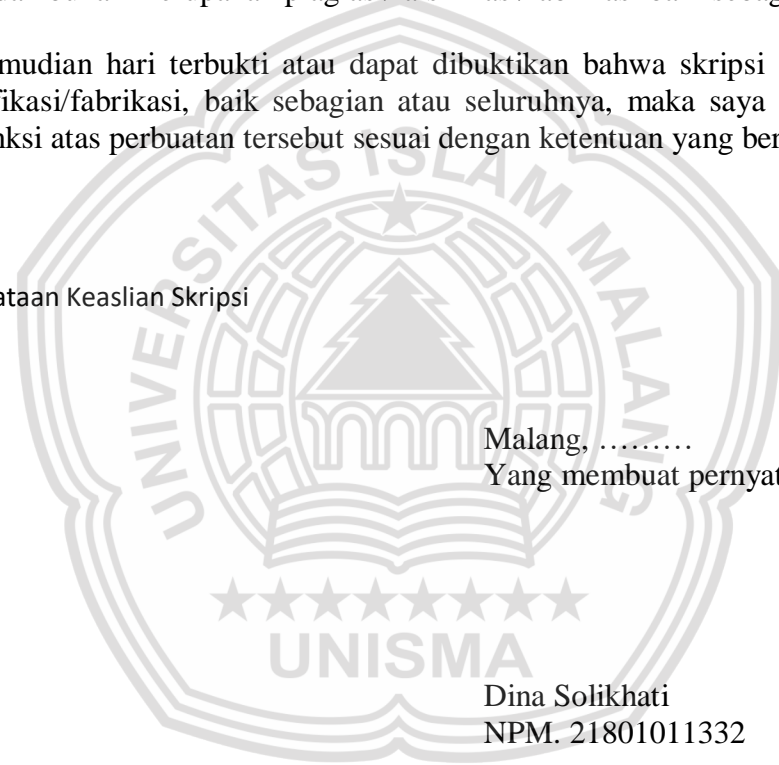 mudian hari terbukti atau dapat dibuktikan bahwa skripsi
fikasi/fabrikasi, baik sebagian atau seluruhnya, maka saya
nksi atas perbuatan tersebut sesuai dengan ketentuan yang ber
ataan Keaslian Skripsi
Malang, ………
Yang membuat pernyat
Dina Solikhati
NPM. 21801011332
UNIVERSITAS ISLAM MALANG
UNISMA